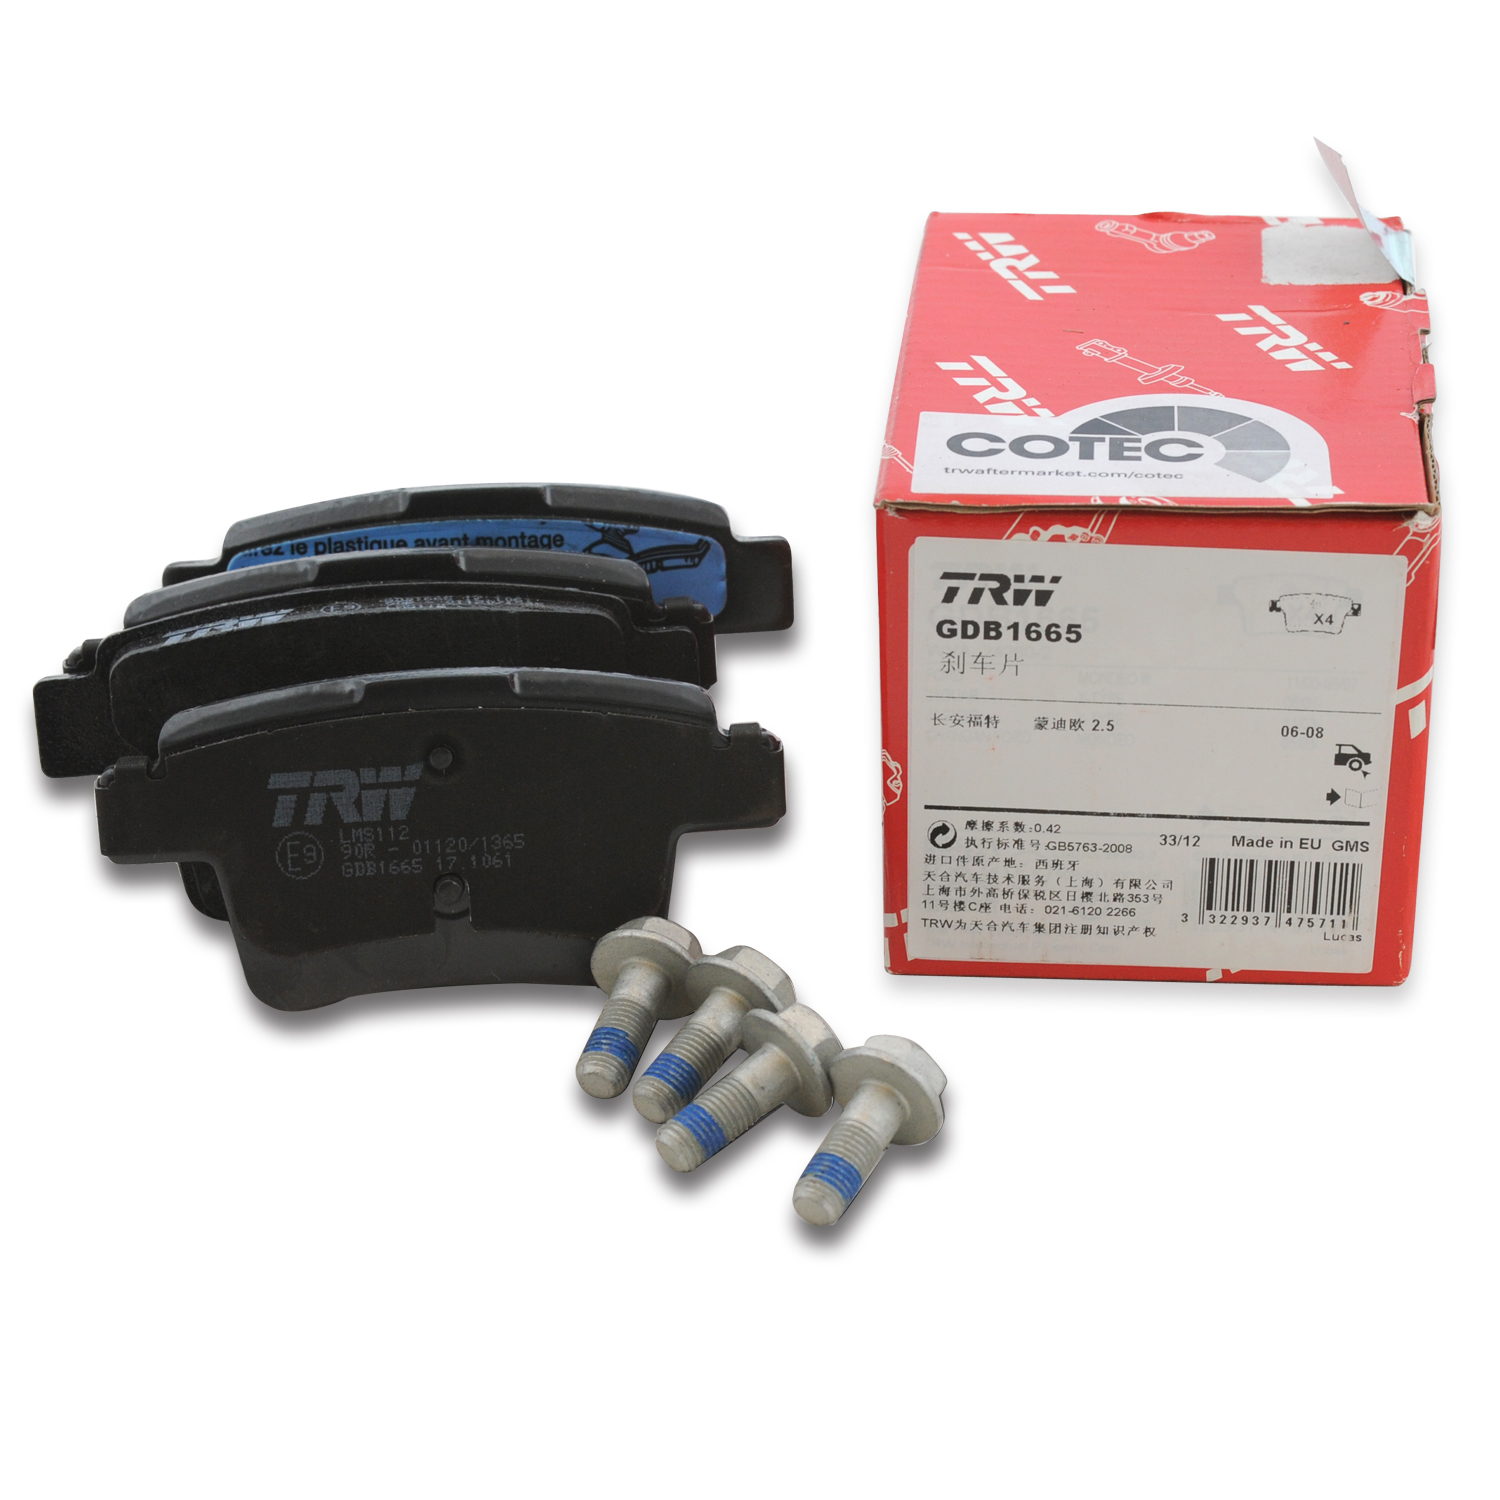 TRW
TRW
TRW
COTEC
trwaftermarket.com/cotec
TRW
GDB1665
刹车片
X4
长安福特 蒙迪欧 2.5 06-08
摩擦系数:0.42
执行标准号:GB5763-2008
33/12 Made in EU GMS
进口件原产地: 西班牙
天合汽车技术服务(上海)有限公司
上海市外高桥保税区日樱北路353号
11号楼C座 电话: 021-6120 2266
TRW为天合汽车集团注册知识产权
3 322937 475711
Lucas
le plastique avant montage
TRW
E9
TRW
LMS112
E9
90R - 01120/1365
GDB1665 17.1061